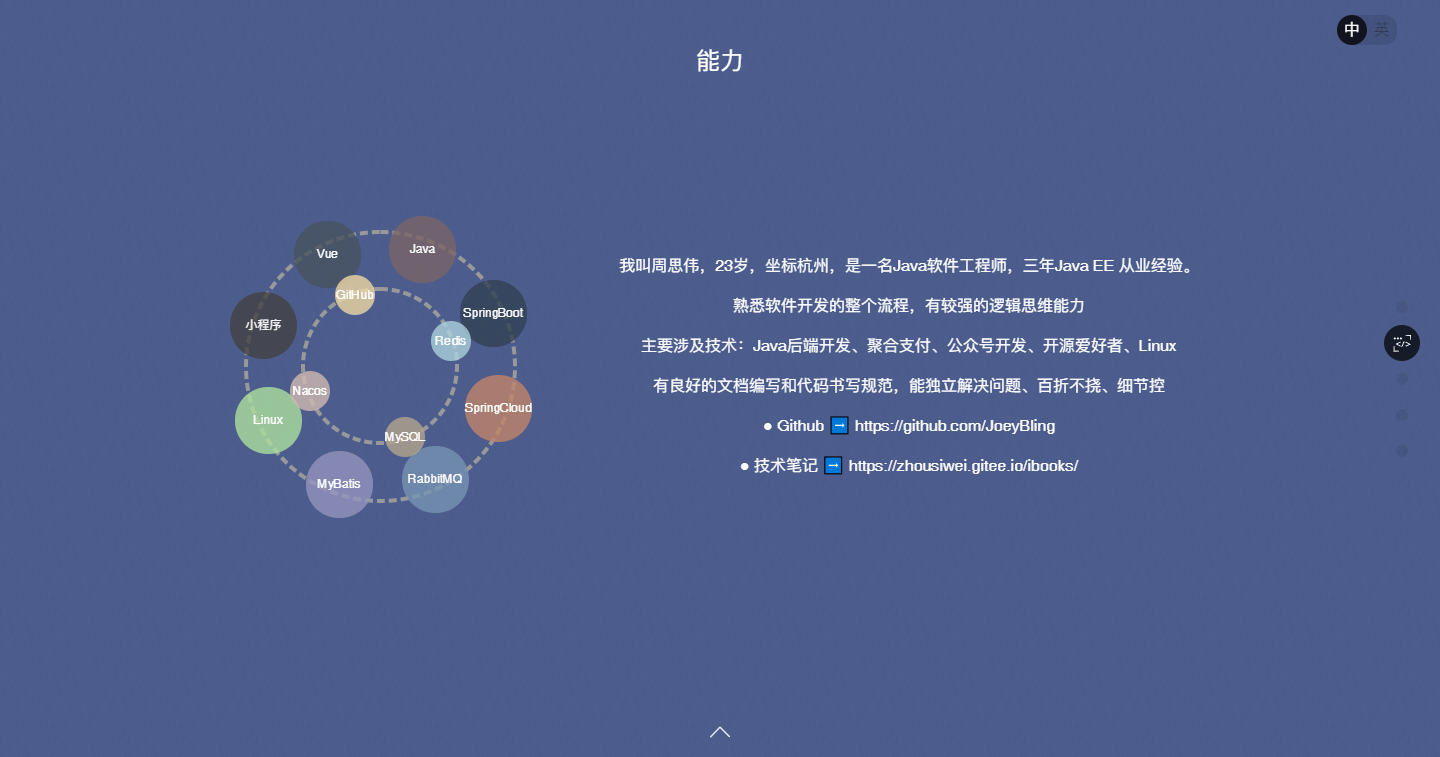 中 英
能力
Java
Vue
GitHub
SpringBoot
小程序
Redis
Nacos
SpringCloud
Linux
MySQL
RabbitMQ
MyBatis
我叫周思伟，23岁，坐标杭州，是一名Java软件工程师，三年Java EE 从业经验。
熟悉软件开发的整个流程，有较强的逻辑思维能力
主要涉及技术：Java后端开发、聚合支付、公众号开发、开源爱好者、Linux
有良好的文档编写和代码书写规范，能独立解决问题、百折不挠、细节控
● Github ➡ https://github.com/JoeyBling
● 技术笔记 ➡ https://zhousiwei.gitee.io/ibooks/